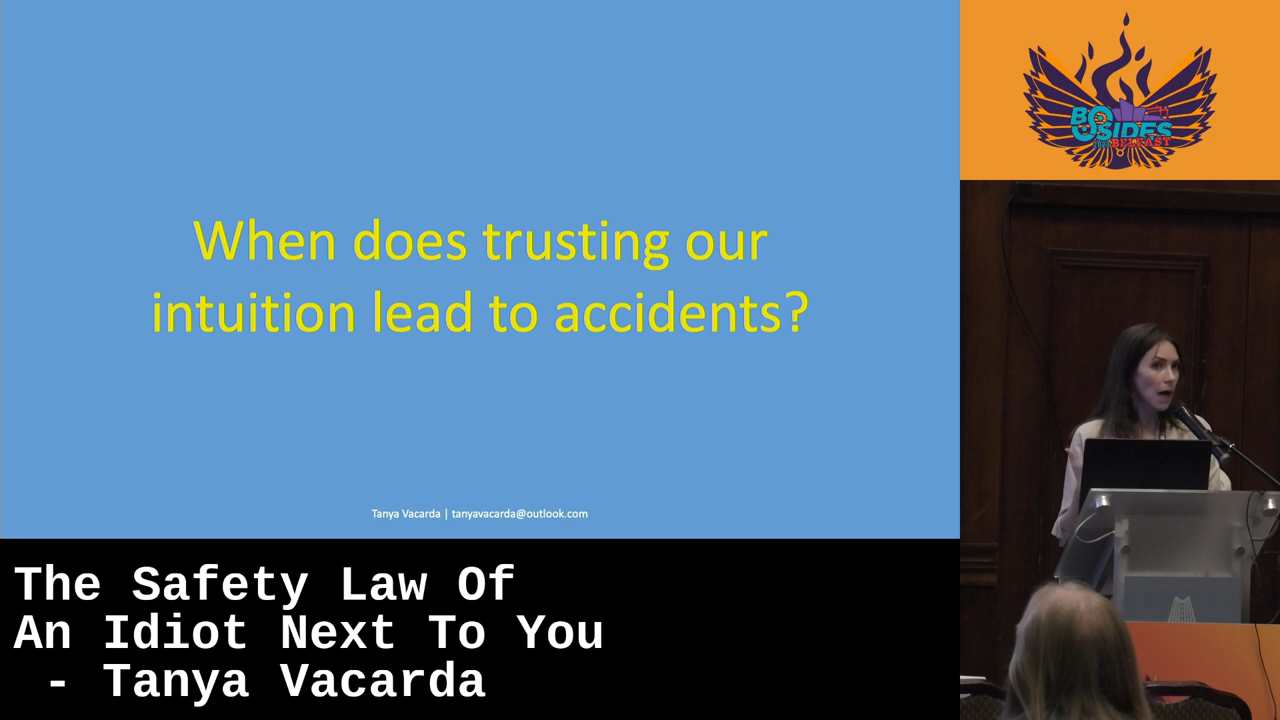 When does trusting our
intuition lead to accidents?
Tanya Vacarda | tanyavacarda@outlook.com
The Safety Law Of
An Idiot Next To You
- Tanya Vacarda
BSIDES
BELFAST